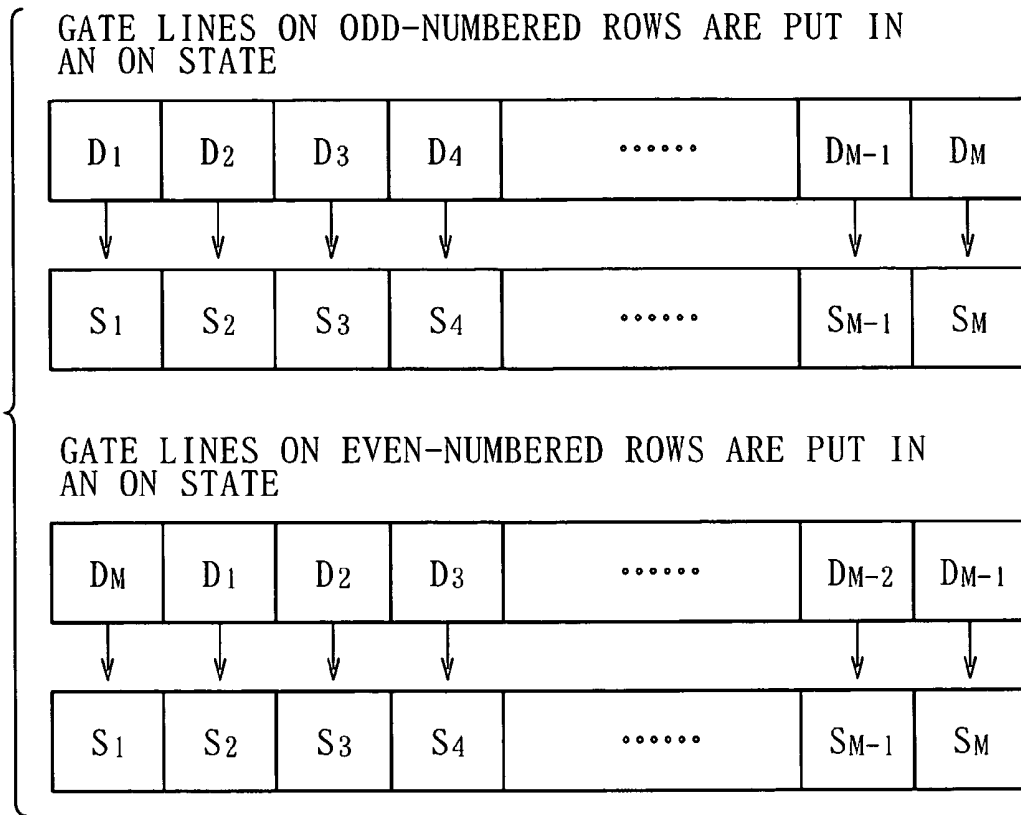 GATE LINES ON ODD-NUMBERED ROWS ARE PUT IN
AN ON STATE
D1 D2 D3 D4 ...... DM-1 DM
S1 S2 S3 S4 ...... SM-1 SM
GATE LINES ON EVEN-NUMBERED ROWS ARE PUT IN
AN ON STATE
DM D1 D2 D3 ...... DM-2 DM-1
S1 S2 S3 S4 ...... SM-1 SM